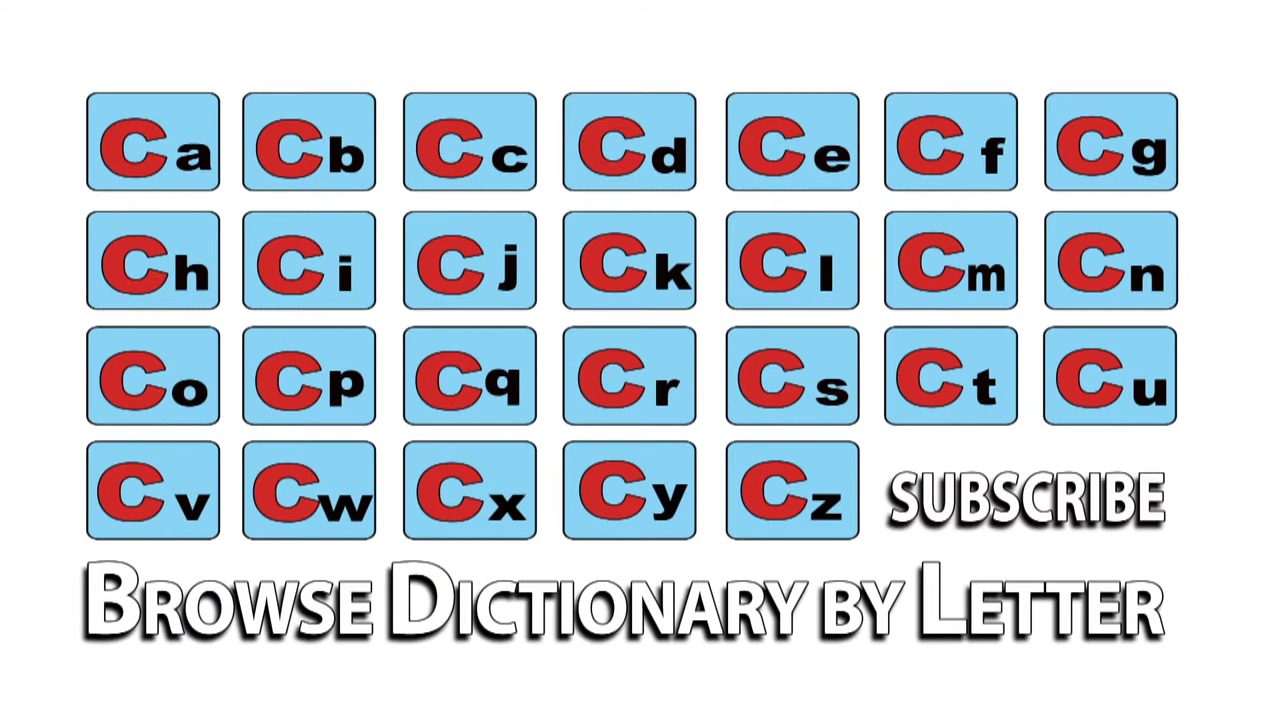 Ca Cb Cc Cd Ce Cf Cg
Ch Ci Cj Ck Cl Cm Cn
Co Cp Cq Cr Cs Ct Cu
Cv Cw Cx Cy Cz SUBSCRIBE
BROWSE DICTIONARY BY LETTER